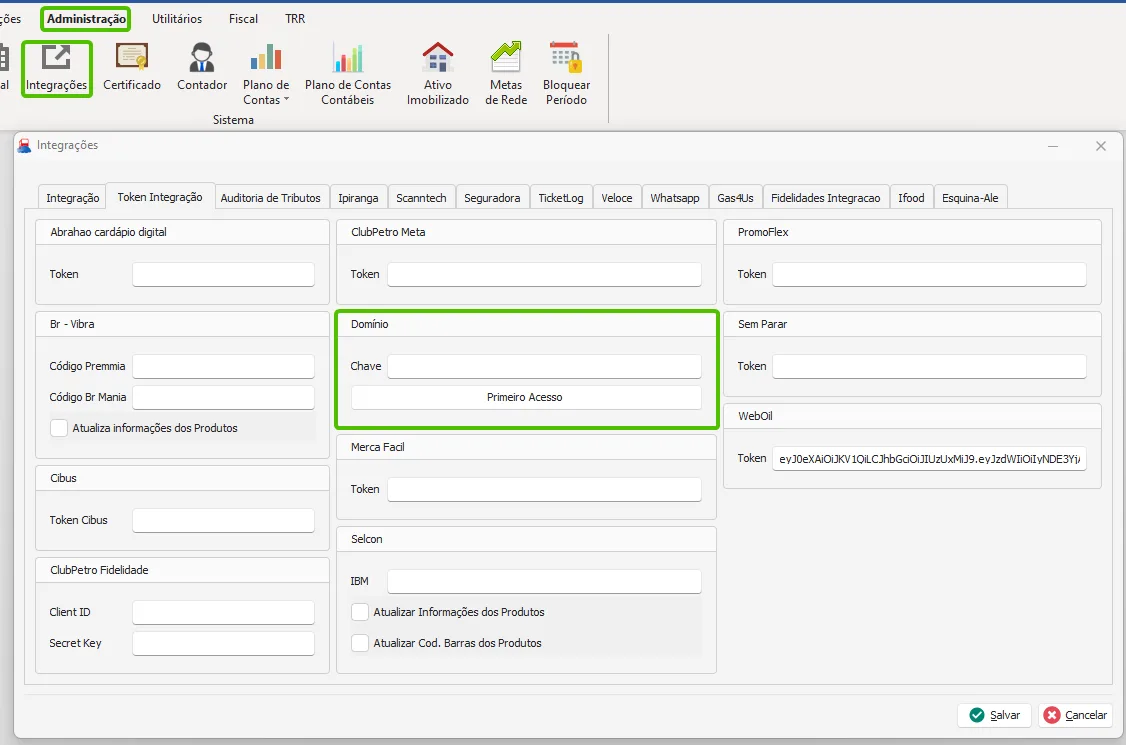 ções Administração Utilitários Fiscal TRR
al Integrações Certificado Contador Plano de Contas Plano de Contas Contábeis Ativo Imobilizado Metas de Rede Bloquear Período
Sistema
Integrações
Integração Token Integração Auditoria de Tributos Ipiranga Scanntech Seguradora TicketLog Veloce Whatsapp Gas4Us Fidelidades Integracao Ifood Esquina-Ale
Abrahao cardápio digital
Token
Br - Vibra
Código Premmia
Código Br Mania
Atualiza informações dos Produtos
Cibus
Token Cibus
ClubPetro Fidelidade
Client ID
Secret Key
ClubPetro Meta
Token
Domínio
Chave
Primeiro Acesso
Merca Facil
Token
Selcon
IBM
Atualizar Informações dos Produtos
Atualizar Cod. Barras dos Produtos
PromoFlex
Token
Sem Parar
Token
WebOil
Token
Salvar Cancelar